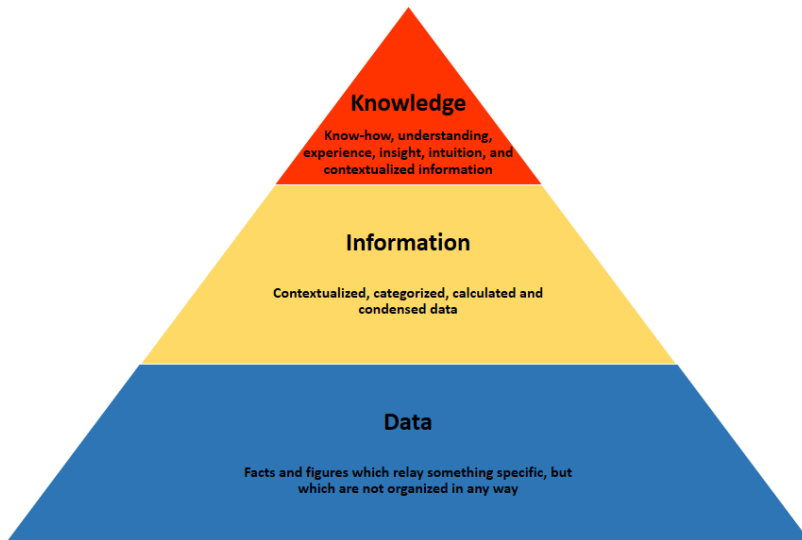 Knowledge
Know-how, understanding,
experience, insight, intuition, and
contextualized information
Information
Contextualized, categorized, calculated and
condensed data
Data
Facts and figures which relay something specific, but
which are not organized in any way